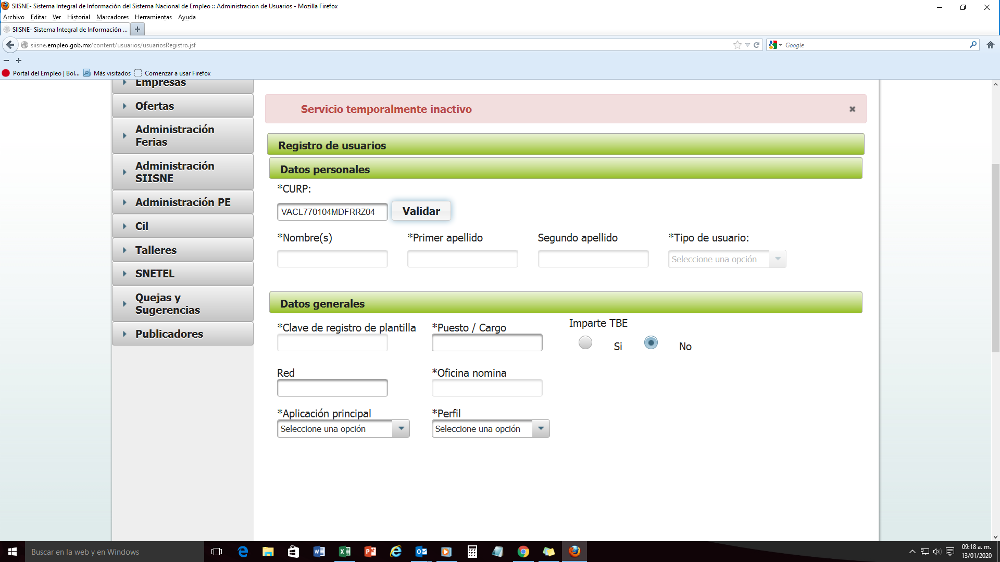 SIISNE- Sistema Integral de Información del Sistema Nacional de Empleo :: Administracion de Usuarios - Mozilla Firefox
Archivo Editar Ver Historial Marcadores Herramientas Ayuda
SIISNE- Sistema Integral de Información ...
siisne.empleo.gob.mx/content/usuarios/usuariosRegistro.jsf
Google
Portal del Empleo | Bol... Más visitados Comenzar a usar Firefox
Empresas
Ofertas
Administración
Ferias
Administración
SIISNE
Administración PE
Cil
Talleres
SNETEL
Quejas y
Sugerencias
Publicadores
Servicio temporalmente inactivo
Registro de usuarios
Datos personales
*CURP:
VACL770104MDFRRZ04 Validar
*Nombre(s) *Primer apellido Segundo apellido *Tipo de usuario:
Seleccione una opción
Datos generales
*Clave de registro de plantilla *Puesto / Cargo Imparte TBE
Si No
Red *Oficina nomina
*Aplicación principal *Perfil
Seleccione una opción Seleccione una opción
Buscar en la web y en Windows
09:18 a. m.
13/01/2020